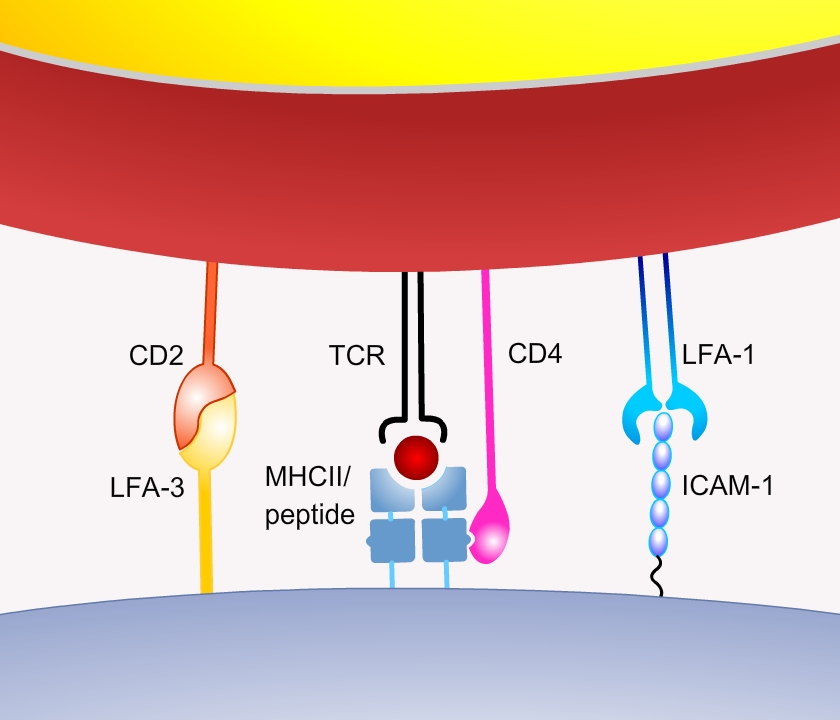 CD2
TCR
CD4
LFA-1
LFA-3
MHCII/
peptide
ICAM-1